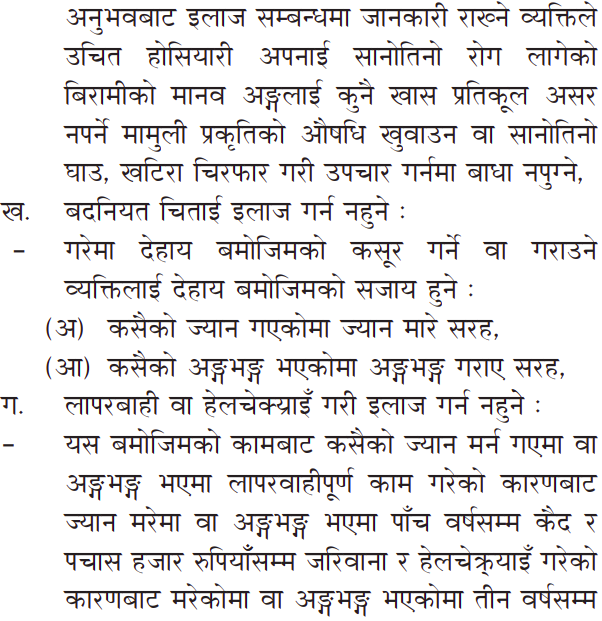 अनुभवबाट इलाज सम्बन्धमा जानकारी राख्ने व्यक्तिले
उचित होसियारी अपनाई सानोतिनो रोग लागेको
बिरामीको मानव अङ्गलाई कुनै खास प्रतिकूल असर
नपर्ने मामुली प्रकृतिको औषधि खुवाउन वा सानोतिनो
घाउ, खटिरा चिरफार गरी उपचार गर्नमा बाधा नपुग्ने,
ख. बदनियत चिताई इलाज गर्न नहुने :
– गरेमा देहाय बमोजिमको कसूर गर्ने वा गराउने
व्यक्तिलाई देहाय बमोजिमको सजाय हुने :
(अ) कसैको ज्यान गएकोमा ज्यान मारे सरह,
(आ) कसैको अङ्गभङ्ग भएकोमा अङ्गभङ्ग गराए सरह,
ग. लापरबाही वा हेलचेक्य्राइँ गरी इलाज गर्न नहुने :
– यस बमोजिमको कामबाट कसैको ज्यान मर्न गएमा वा
अङ्गभङ्ग भएमा लापरवाहीपूर्ण काम गरेको कारणबाट
ज्यान मरेमा वा अङ्गभङ्ग भएमा पाँच वर्षसम्म कैद र
पचास हजार रुपियाँसम्म जरिवाना र हेलचेक्र्याइँ गरेको
कारणबाट मरेकोमा वा अङ्गभङ्ग भएकोमा तीन वर्षसम्म